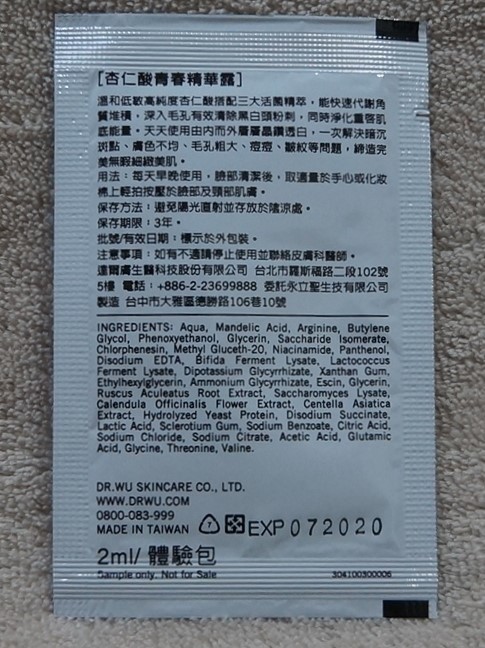 ［杏仁酸青春精華露］
溫和低敏高純度杏仁酸搭配三大活菌精萃，能快速代謝角
質堆積，深入毛孔有效清除黑白頭粉刺，同時淨化重啓肌
底能量。天天使用由內而外層層晶鑽透白，一次解決暗沉
斑點、膚色不均、毛孔粗大、痘痘、皺紋等問題，締造完
美無暇細緻美肌。
用法：每天早晚使用，臉部清潔後，取適量於手心或化妝
棉上輕拍按壓於臉部及頸部肌膚。
保存方法：避免陽光直射並存放於陰涼處。
保存期限：3年。
批號/有效日期：標示於外包裝。
注意事項：如有不適請停止使用並聯絡皮膚科醫師。
達爾膚生醫科技股份有限公司 台北市羅斯福路二段102號
5樓 電話：+886-2-23699888 委託永立聖生技有限公司
製造 台中市大雅區德勝路106巷10號
INGREDIENTS: Aqua, Mandelic Acid, Arginine, Butylene
Glycol, Phenoxyethanol, Glycerin, Saccharide Isomerate,
Chlorphenesin, Methyl Gluceth-20, Niacinamide, Panthenol,
Disodium EDTA, Bifida Ferment Lysate, Lactococcus
Ferment Lysate, Dipotassium Glycyrrhizate, Xanthan Gum,
Ethylhexylglycerin, Ammonium Glycyrrhizate, Escin, Glycerin,
Ruscus Aculeatus Root Extract, Saccharomyces Lysate,
Calendula Officinalis Flower Extract, Centella Asiatica
Extract, Hydrolyzed Yeast Protein, Disodium Succinate,
Lactic Acid, Sclerotium Gum, Sodium Benzoate, Citric Acid,
Sodium Chloride, Sodium Citrate, Acetic Acid, Glutamic
Acid, Glycine, Threonine, Valine.
DR.WU SKINCARE CO., LTD.
WWW.DRWU.COM
0800-083-999
MADE IN TAIWAN 7 EXP 072020
2ml/ 體驗包
Sample only. Not for Sale 304100300006